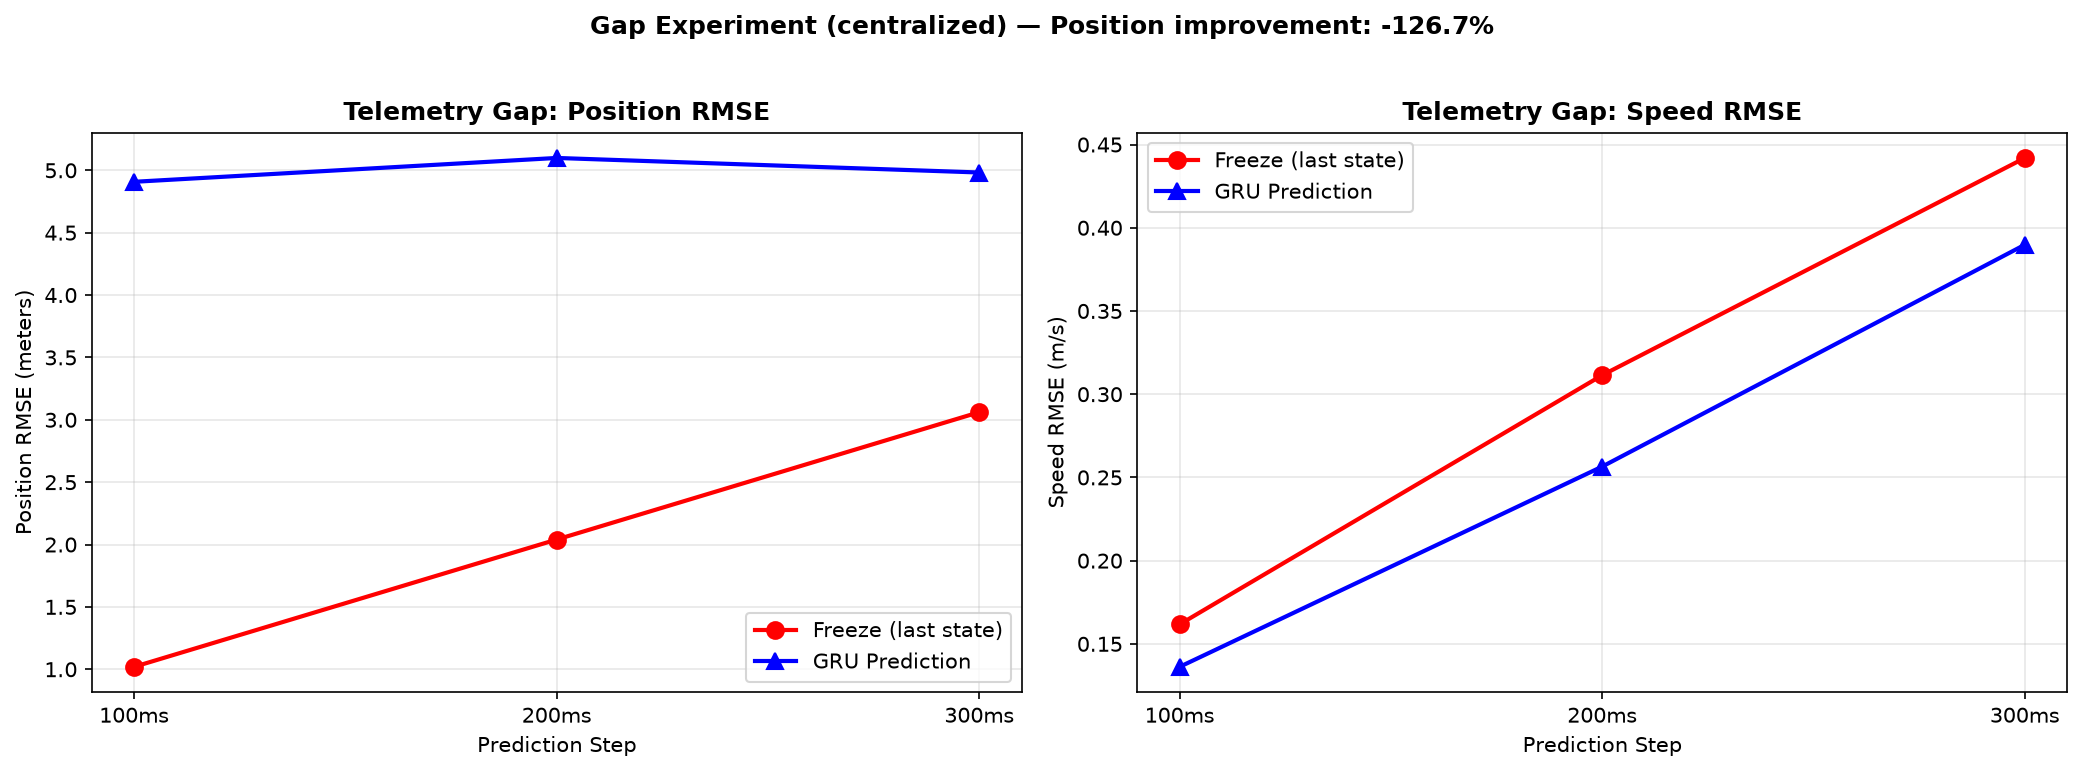 Gap Experiment (centralized) — Position improvement: -126.7%
Telemetry Gap: Position RMSE
Position RMSE (meters)
5.0
4.5
4.0
3.5
3.0
2.5
2.0
1.5
1.0
Freeze (last state)
GRU Prediction
100ms
200ms
300ms
Prediction Step
Telemetry Gap: Speed RMSE
Speed RMSE (m/s)
0.45
0.40
0.35
0.30
0.25
0.20
0.15
Freeze (last state)
GRU Prediction
100ms
200ms
300ms
Prediction Step